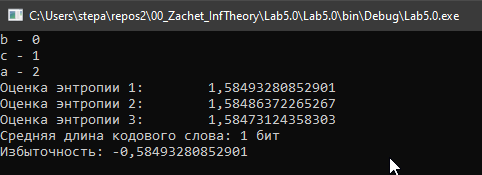 C:\Users\stepa\repos2\00_Zachet_InfTheory\Lab5.0\Lab5.0\bin\Debug\Lab5.0.exe
b - 0
c - 1
a - 2
Оценка энтропии 1: 1,58493280852901
Оценка энтропии 2: 1,58486372265267
Оценка энтропии 3: 1,58473124358303
Средняя длина кодового слова: 1 бит
Избыточность: -0,58493280852901